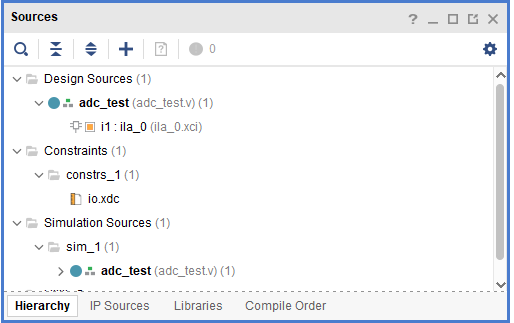 Sources
0
Design Sources (1)
adc_test (adc_test.v) (1)
i1 : ila_0 (ila_0.xci)
Constraints (1)
constrs_1 (1)
io.xdc
Simulation Sources (1)
sim_1 (1)
adc_test (adc_test.v) (1)
Hierarchy IP Sources Libraries Compile Order